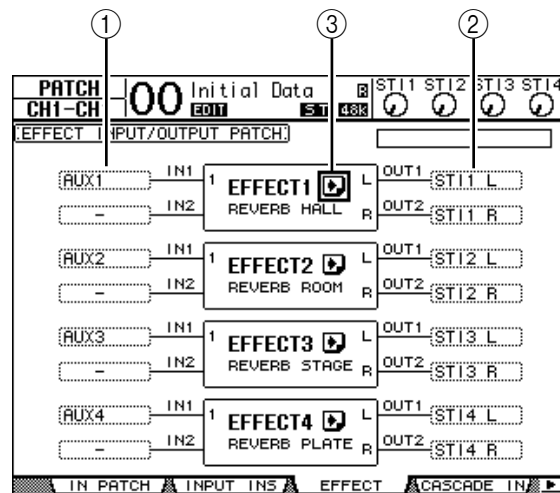 ① ③ ②
PATCH 00 Initial Data R STI1 STI2 STI3 STI4
CH1-CH EDIT 48k
EFFECT INPUT/OUTPUT PATCH
AUX1 IN1 1 EFFECT1 L OUT1 STI1 L
– IN2 REVERB HALL R OUT2 STI1 R
AUX2 IN1 1 EFFECT2 L OUT1 STI2 L
– IN2 REVERB ROOM R OUT2 STI2 R
AUX3 IN1 1 EFFECT3 L OUT1 STI3 L
– IN2 REVERB STAGE R OUT2 STI3 R
AUX4 IN1 1 EFFECT4 L OUT1 STI4 L
– IN2 REVERB PLATE R OUT2 STI4 R
IN PATCH INPUT INS EFFECT CASCADE IN